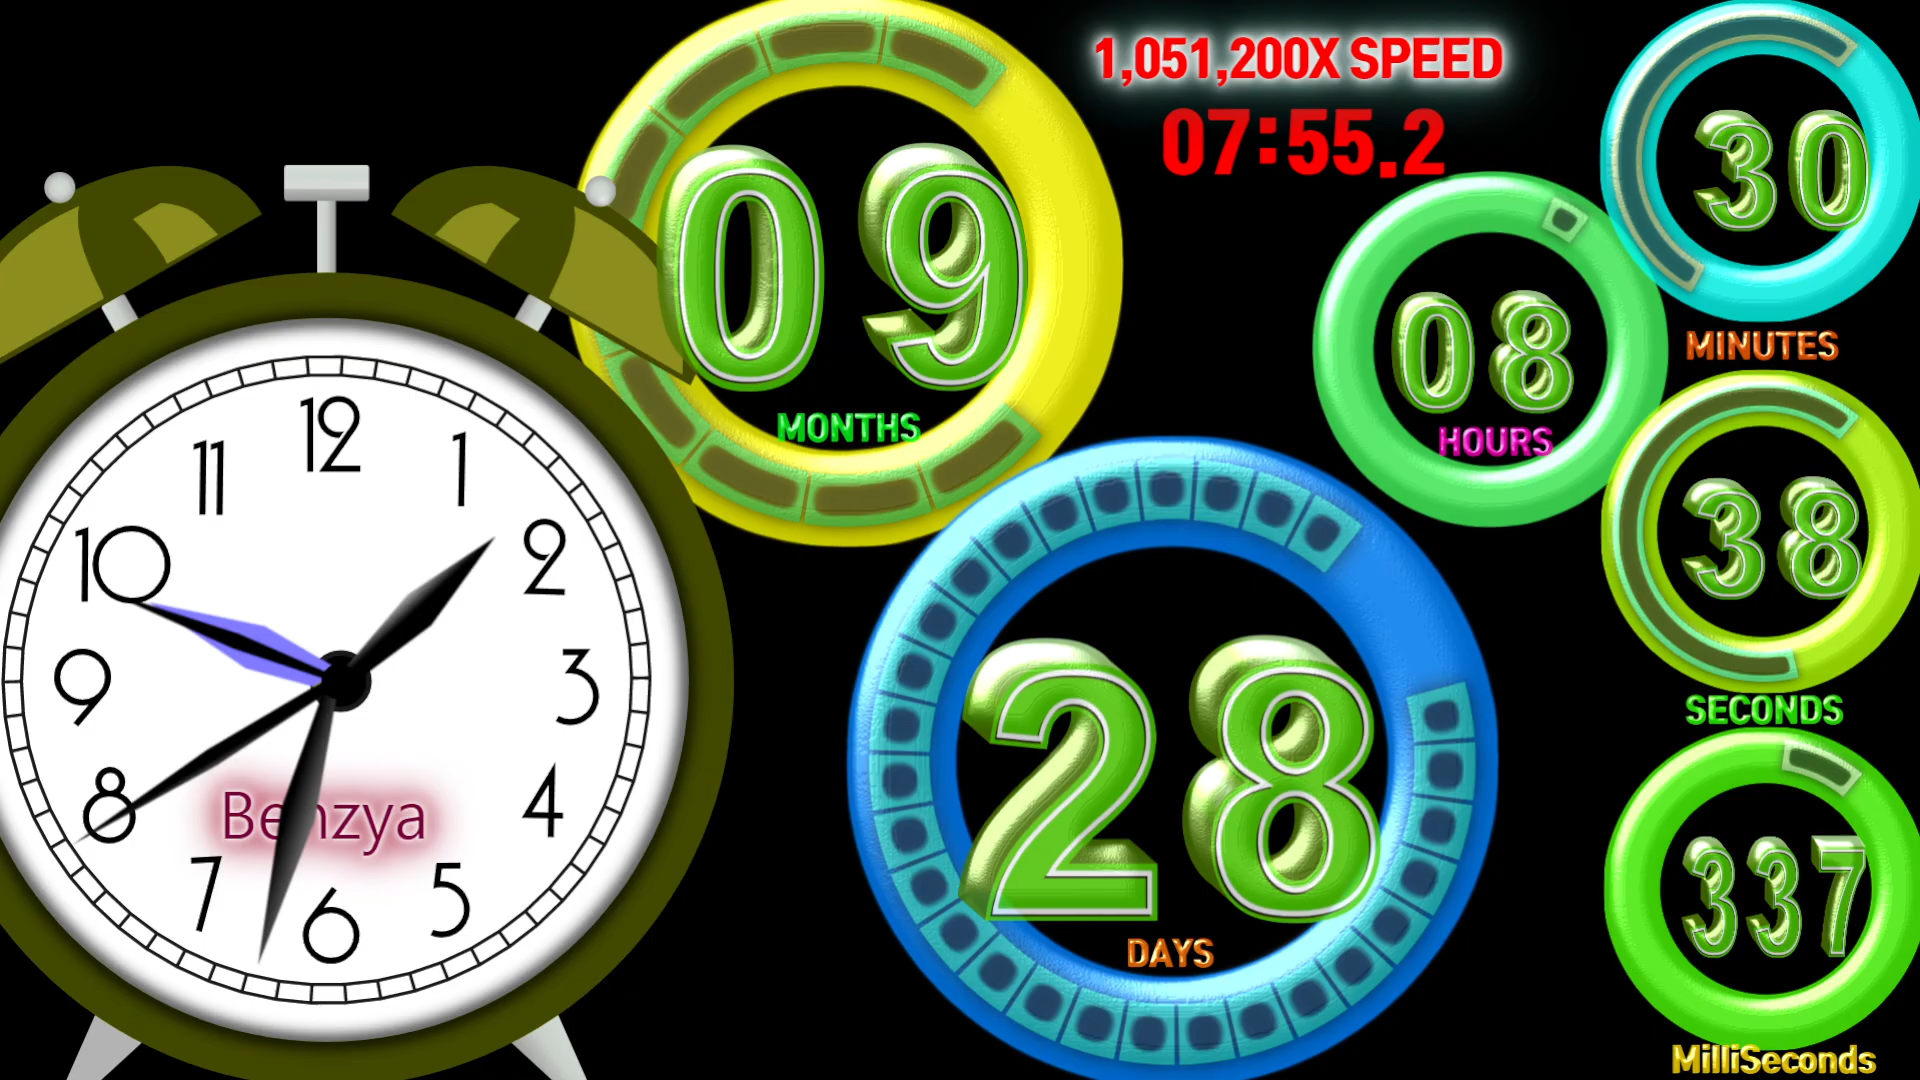 1,051,200X SPEED
07:55.2
09
MONTHS
30
MINUTES
08
HOURS
38
SECONDS
28
DAYS
337
MilliSeconds
12
1
2
3
4
5
6
7
8
9
10
11
Benzya